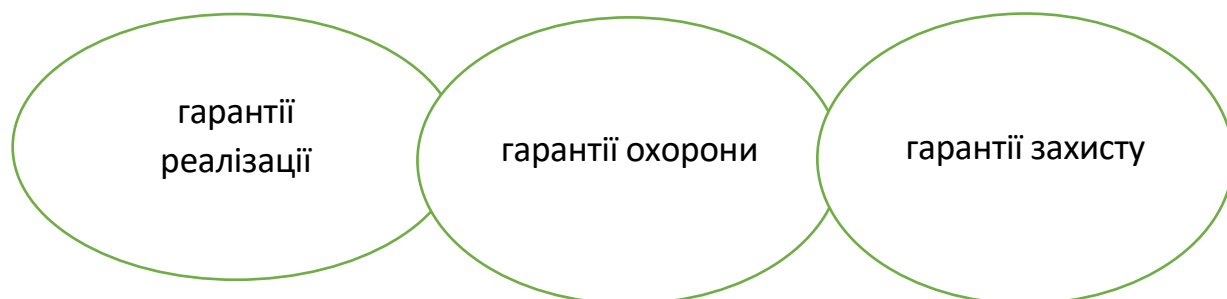 гарантії
реалізації
гарантії охорони
гарантії захисту